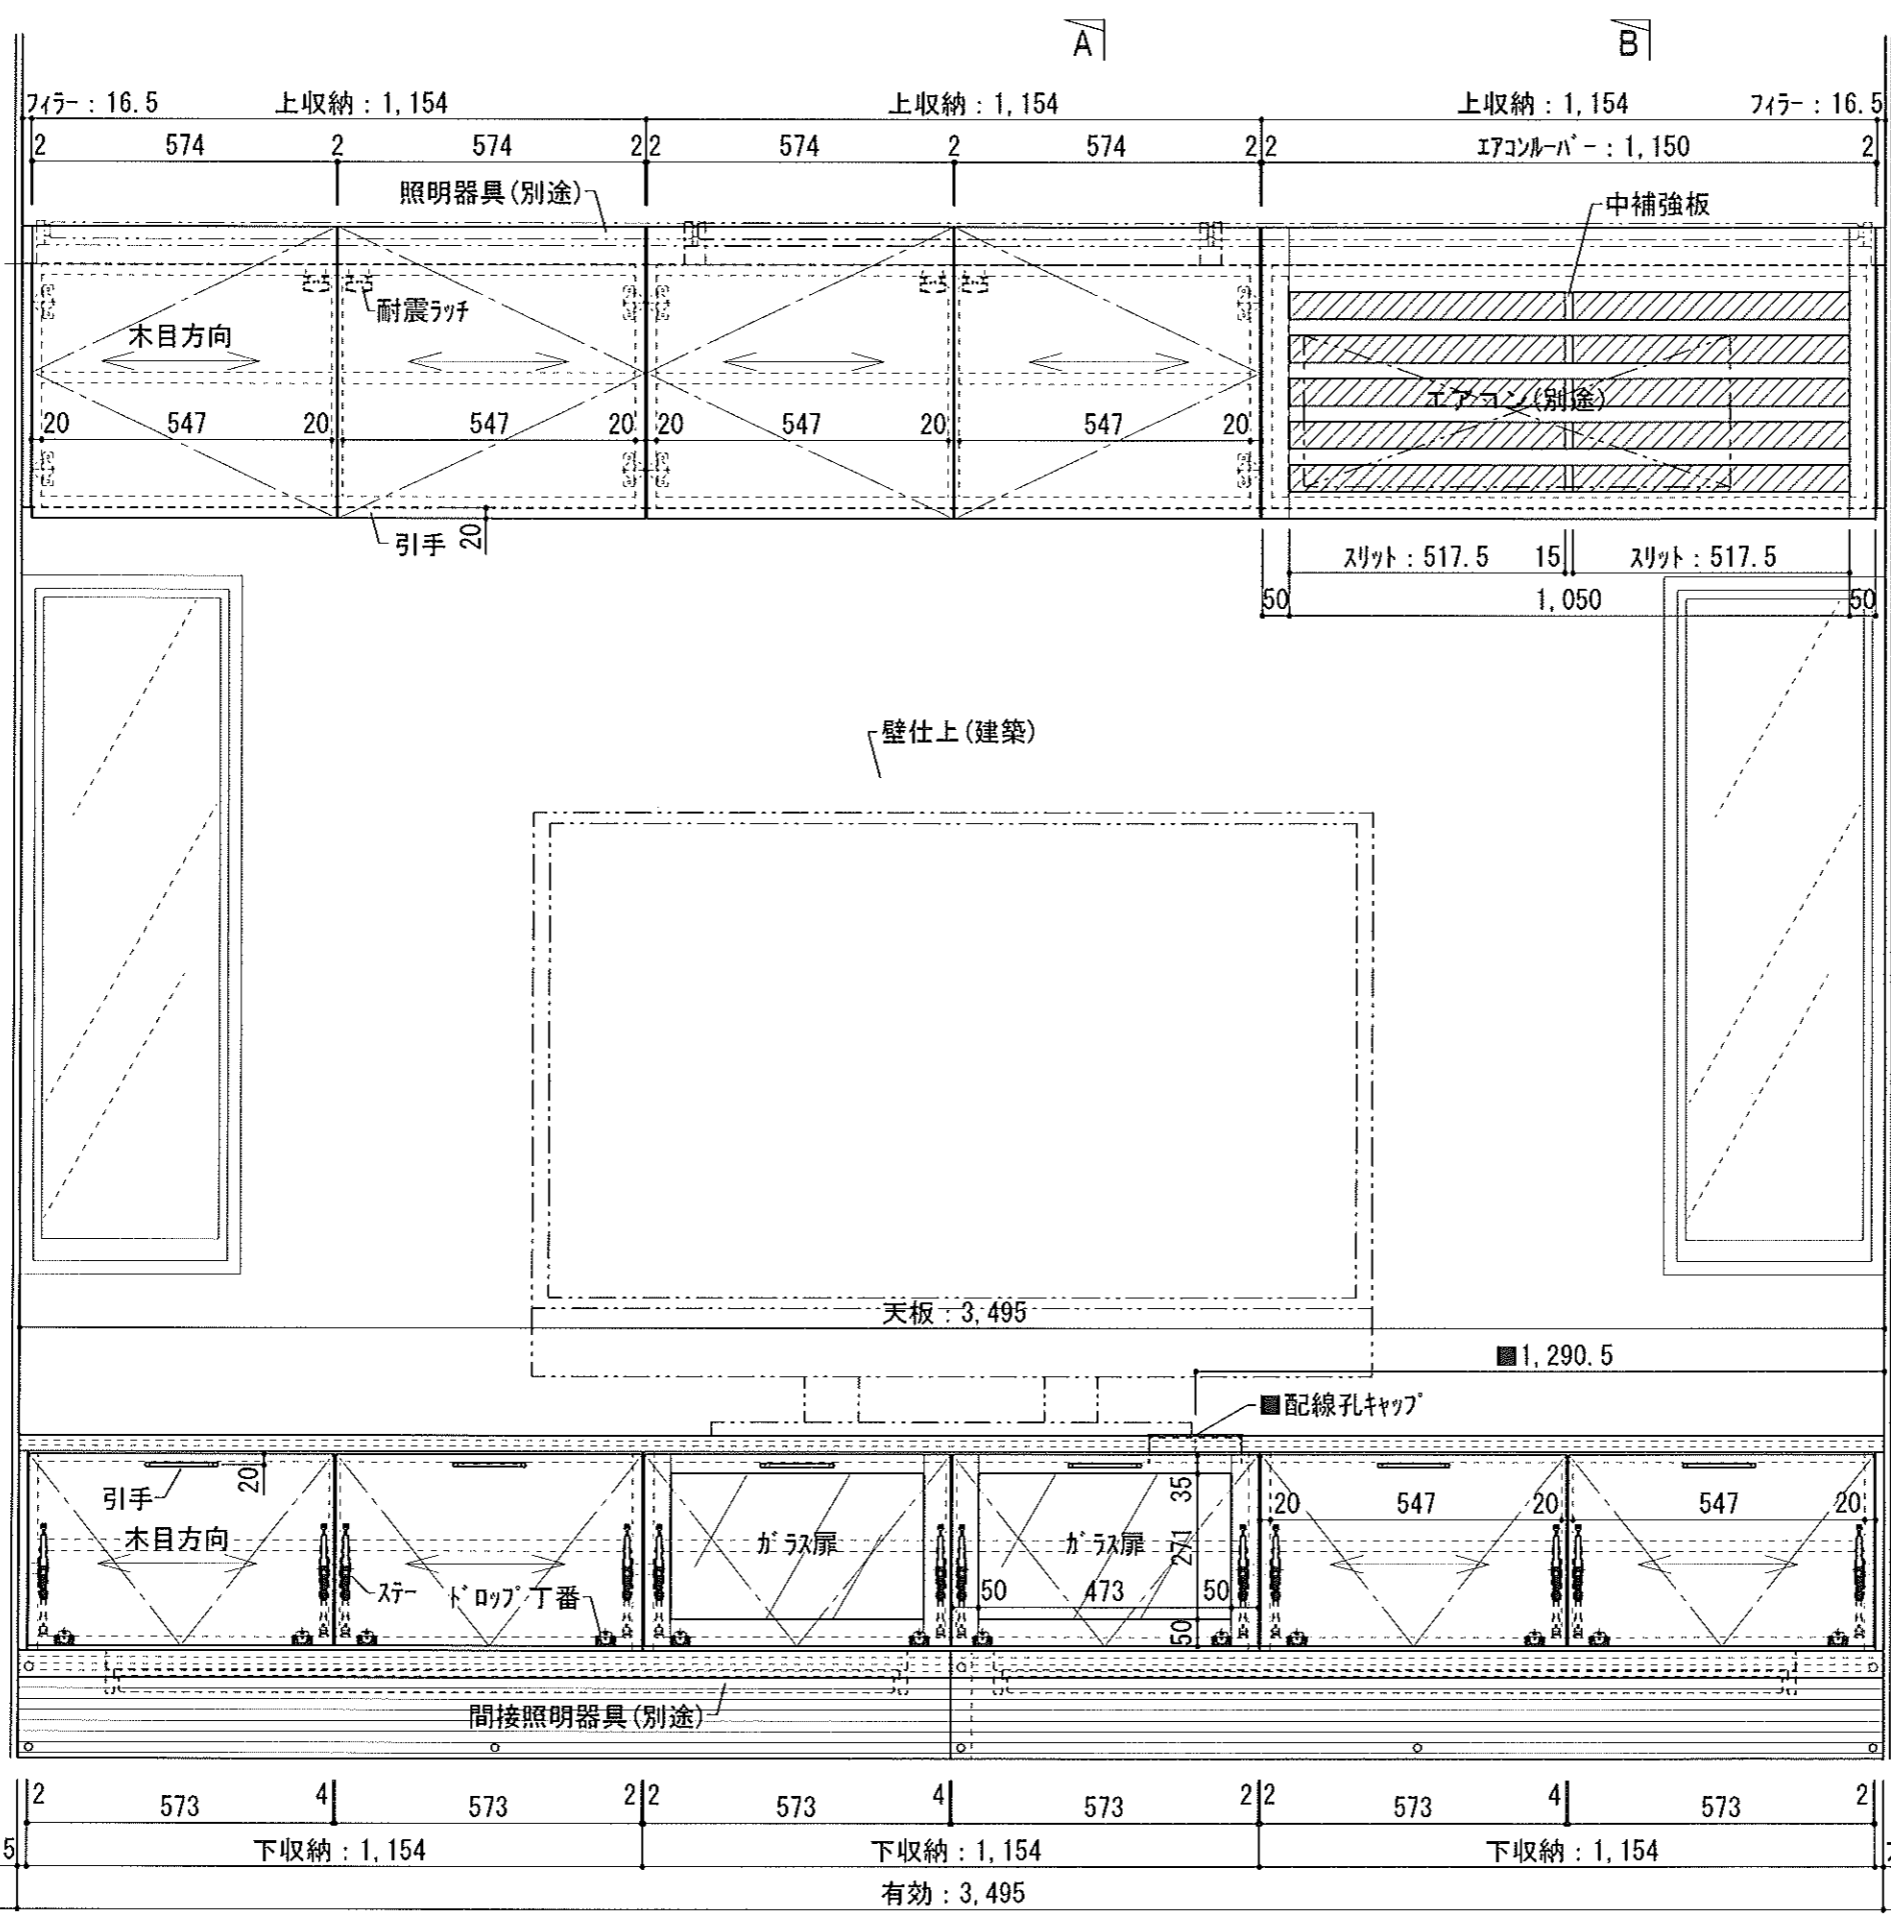 A B
フィラー：16.5 上収納：1,154 上収納：1,154 上収納：1,154 フィラー：16.5
2 574 2 574 2 2 574 2 574 2 2 エアコンルーバー：1,150 2
照明器具(別途) 中補強板
耐震ラッチ
木目方向
エアコン(別途)
20 547 20 547 20 20 547 20 547 20
引手 20
スリット：517.5 15 スリット：517.5
50 1,050 50
壁仕上(建築)
天板：3,495
■1,290.5
■配線孔キャップ
引手 20 35
20 547 20 547 20
木目方向 ガラス扉 ガラス扉 271
ステー ドロップ丁番 50 473 50
50
間接照明器具(別途)
2 573 4 573 2 2 573 4 573 2 2 573 4 573 2
5 下収納：1,154 下収納：1,154 下収納：1,154
有効：3,495